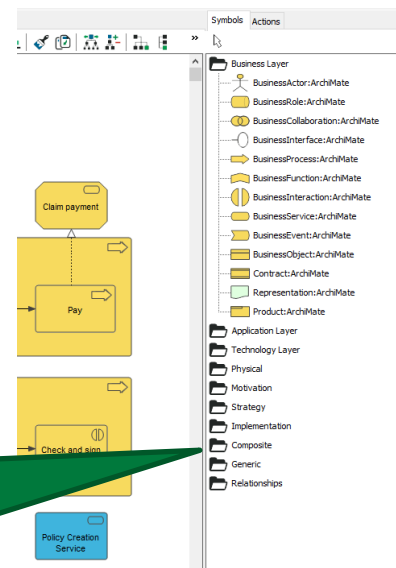 Symbols Actions
»
Business Layer
BusinessActor:ArchiMate
BusinessRole:ArchiMate
BusinessCollaboration:ArchiMate
BusinessInterface:ArchiMate
BusinessProcess:ArchiMate
BusinessFunction:ArchiMate
BusinessInteraction:ArchiMate
BusinessService:ArchiMate
BusinessEvent:ArchiMate
BusinessObject:ArchiMate
Contract:ArchiMate
Representation:ArchiMate
Product:ArchiMate
Application Layer
Technology Layer
Physical
Motivation
Strategy
Implementation
Composite
Generic
Relationships
Claim payment
Pay
Check and sign
Policy Creation
Service